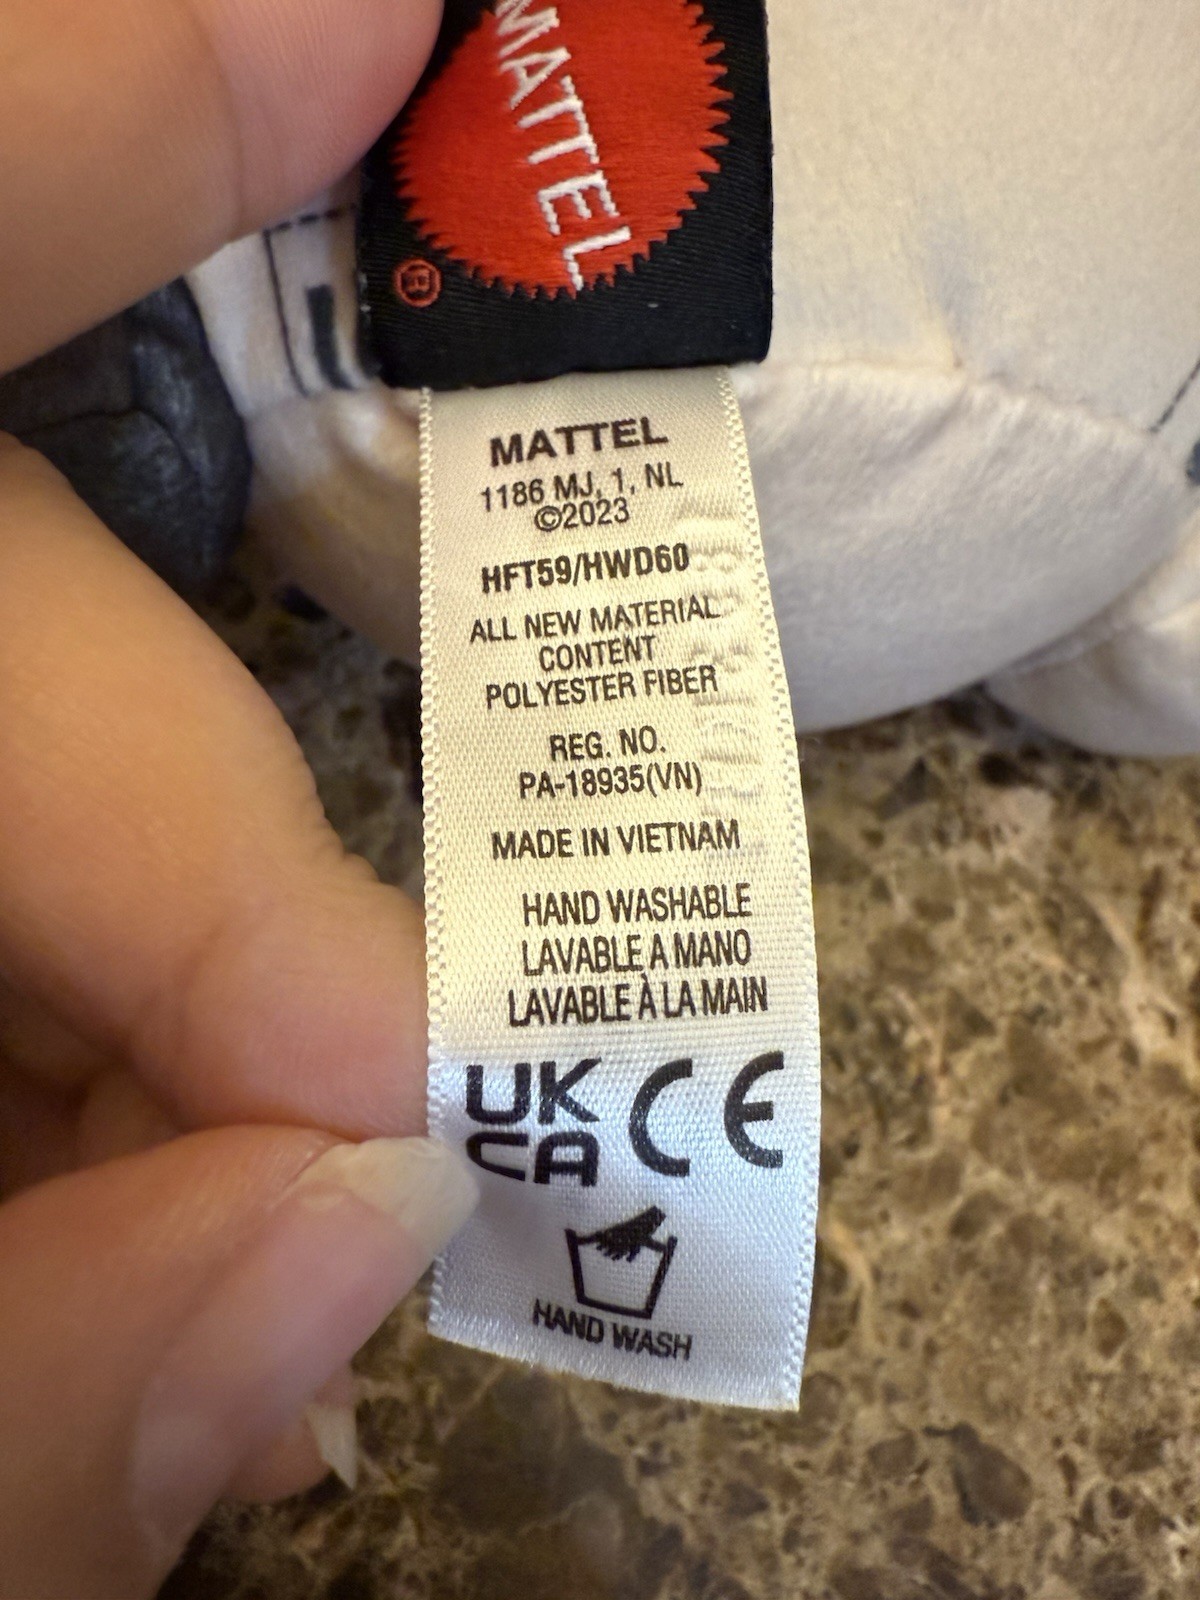 MATTEL
®
MATTEL
1186 MJ, 1, NL
©2023
HFT59/HWD60
ALL NEW MATERIAL
CONTENT
POLYESTER FIBER
REG. NO.
PA-18935(VN)
MADE IN VIETNAM
HAND WASHABLE
LAVABLE A MANO
LAVABLE À LA MAIN
UK
CA CE
HAND WASH